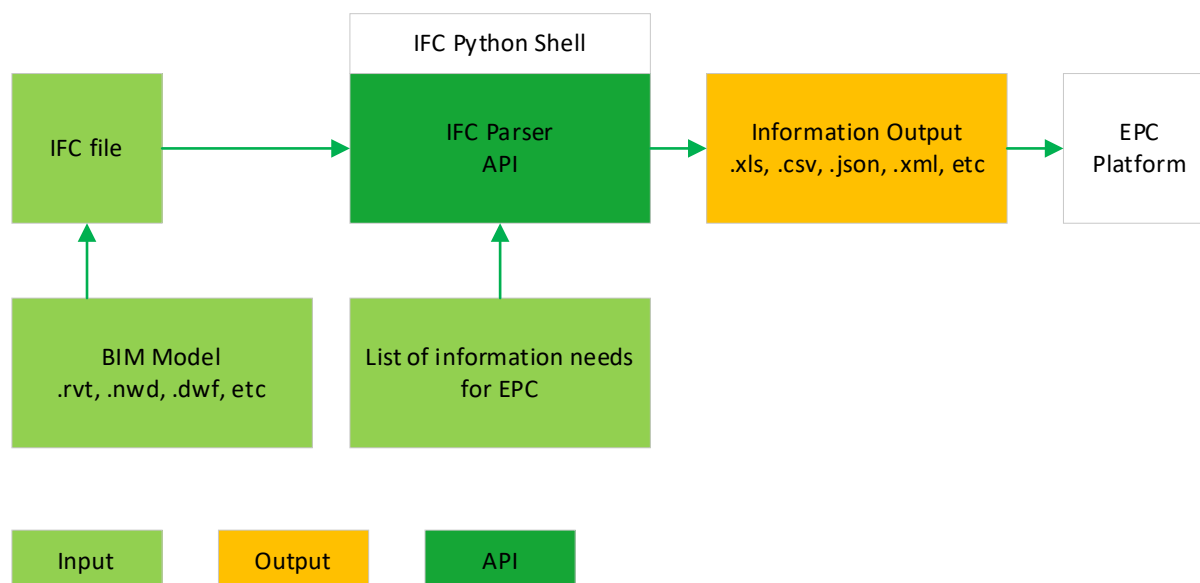 IFC Python Shell
IFC file
IFC Parser
API
Information Output
.xls, .csv, .json, .xml, etc
EPC
Platform
BIM Model
.rvt, .nwd, .dwf, etc
List of information needs
for EPC
Input
Output
API